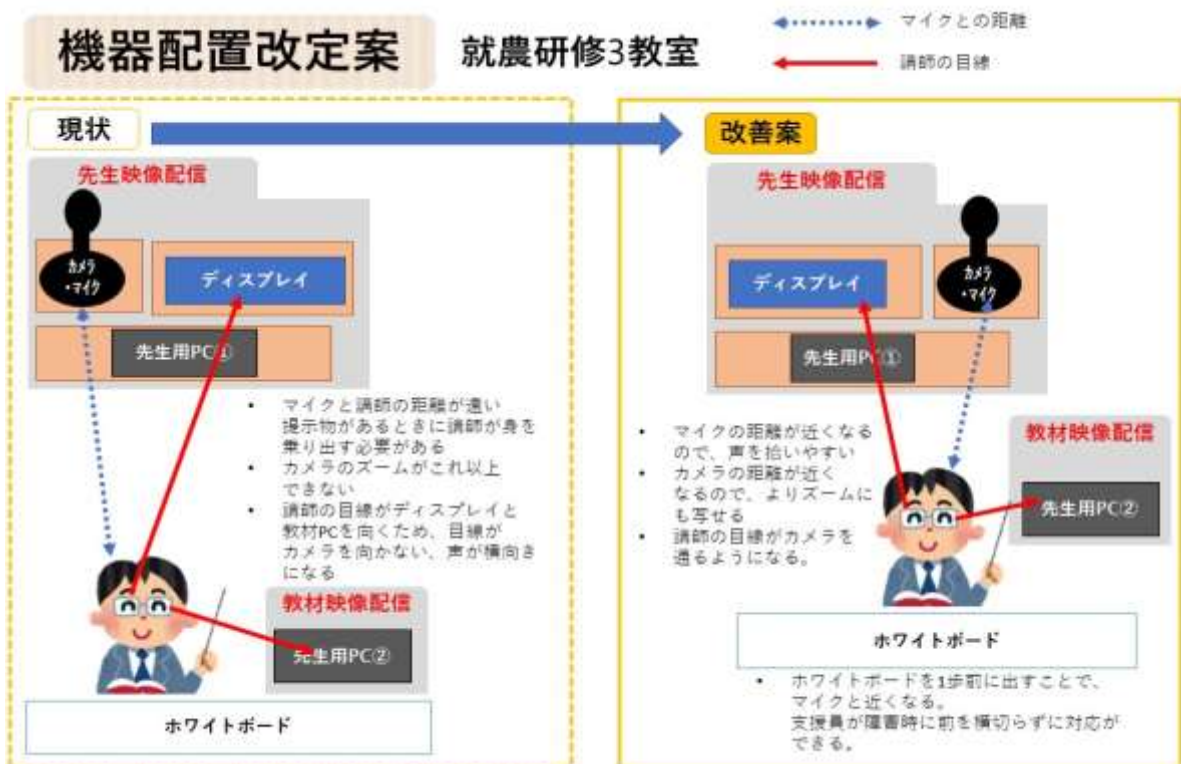 機器配置改定案
就農研修3教室
マイクとの距離
講師の目線
現状
先生映像配信
カメラ
・マイク
ディスプレイ
先生用PC①
• マイクと講師の距離が遠い
提示物があるときに講師が身を
乗り出す必要がある
• カメラのズームがこれ以上
できない
• 講師の目線がディスプレイと
教材PCを向くため、目線が
カメラを向かない、声が横向き
になる
教材映像配信
先生用PC②
ホワイトボード
改善案
先生映像配信
ディスプレイ
カメラ
・マイク
先生用PC①
• マイクの距離が近くなる
ので、声を拾いやすい
• カメラの距離が近く
なるので、よりズームに
も写せる
• 講師の目線がカメラを
通るようになる。
教材映像配信
先生用PC②
ホワイトボード
• ホワイトボードを1歩前に出すことで、
マイクと近くなる。
支援員が障害時に前を横切らずに対応が
できる。